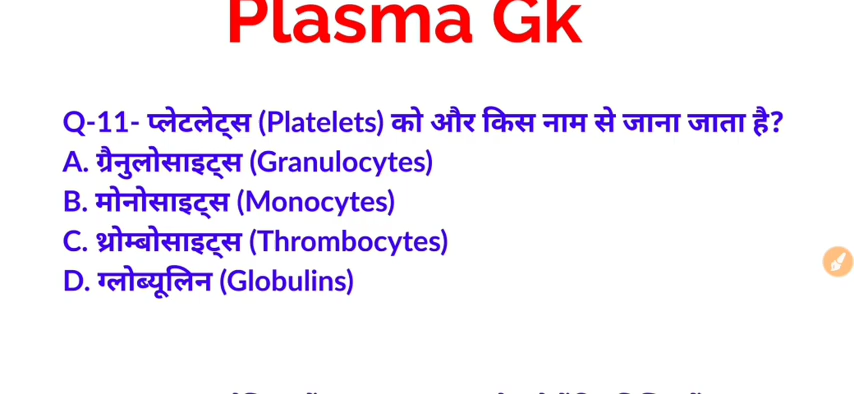 Plasma Gk
Q-11- प्लेटलेट्स (Platelets) को और किस नाम से जाना जाता है?
A. ग्रैनुलोसाइट्स (Granulocytes)
B. मोनोसाइट्स (Monocytes)
C. थ्रोम्बोसाइट्स (Thrombocytes)
D. ग्लोब्यूलिन (Globulins)